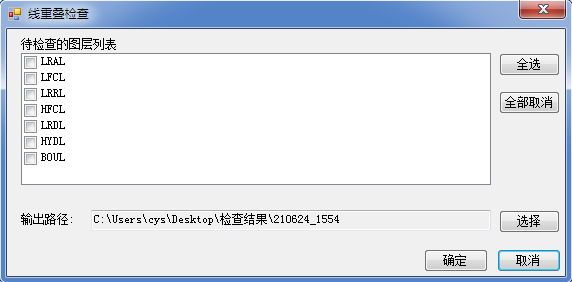 线重叠检查
待检查的图层列表
LRAL
LFCL
LRRL
HFCL
LRDL
HYDL
BOUL
全选
全部取消
输出路径: C:\Users\cys\Desktop\检查结果\210624_1554
选择
确定
取消